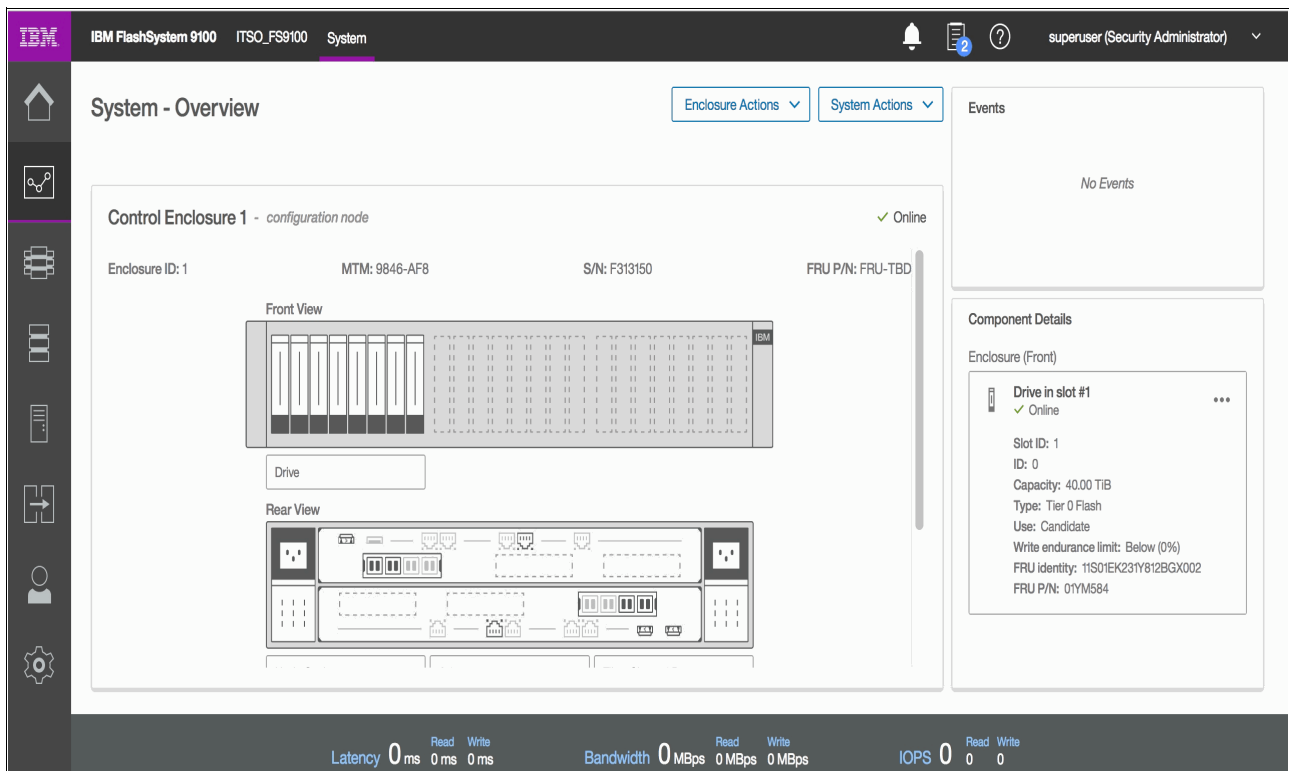 IBM
IBM FlashSystem 9100 ITSO_FS9100 System
2
?
superuser (Security Administrator)
System - Overview
Enclosure Actions
System Actions
Control Enclosure 1 - configuration node
Online
Enclosure ID: 1
MTM: 9846-AF8
S/N: F313150
FRU P/N: FRU-TBD
Front View
IBM
Drive
Rear View
Events
No Events
Component Details
Enclosure (Front)
Drive in slot #1
Online
Slot ID: 1
ID: 0
Capacity: 40.00 TiB
Type: Tier 0 Flash
Use: Candidate
Write endurance limit: Below (0%)
FRU identity: 11S01EK231Y812BGX002
FRU P/N: 01YM584
Latency 0 ms Read 0 ms Write 0 ms
Bandwidth 0 MBps Read 0 MBps Write 0 MBps
IOPS 0 Read 0 Write 0